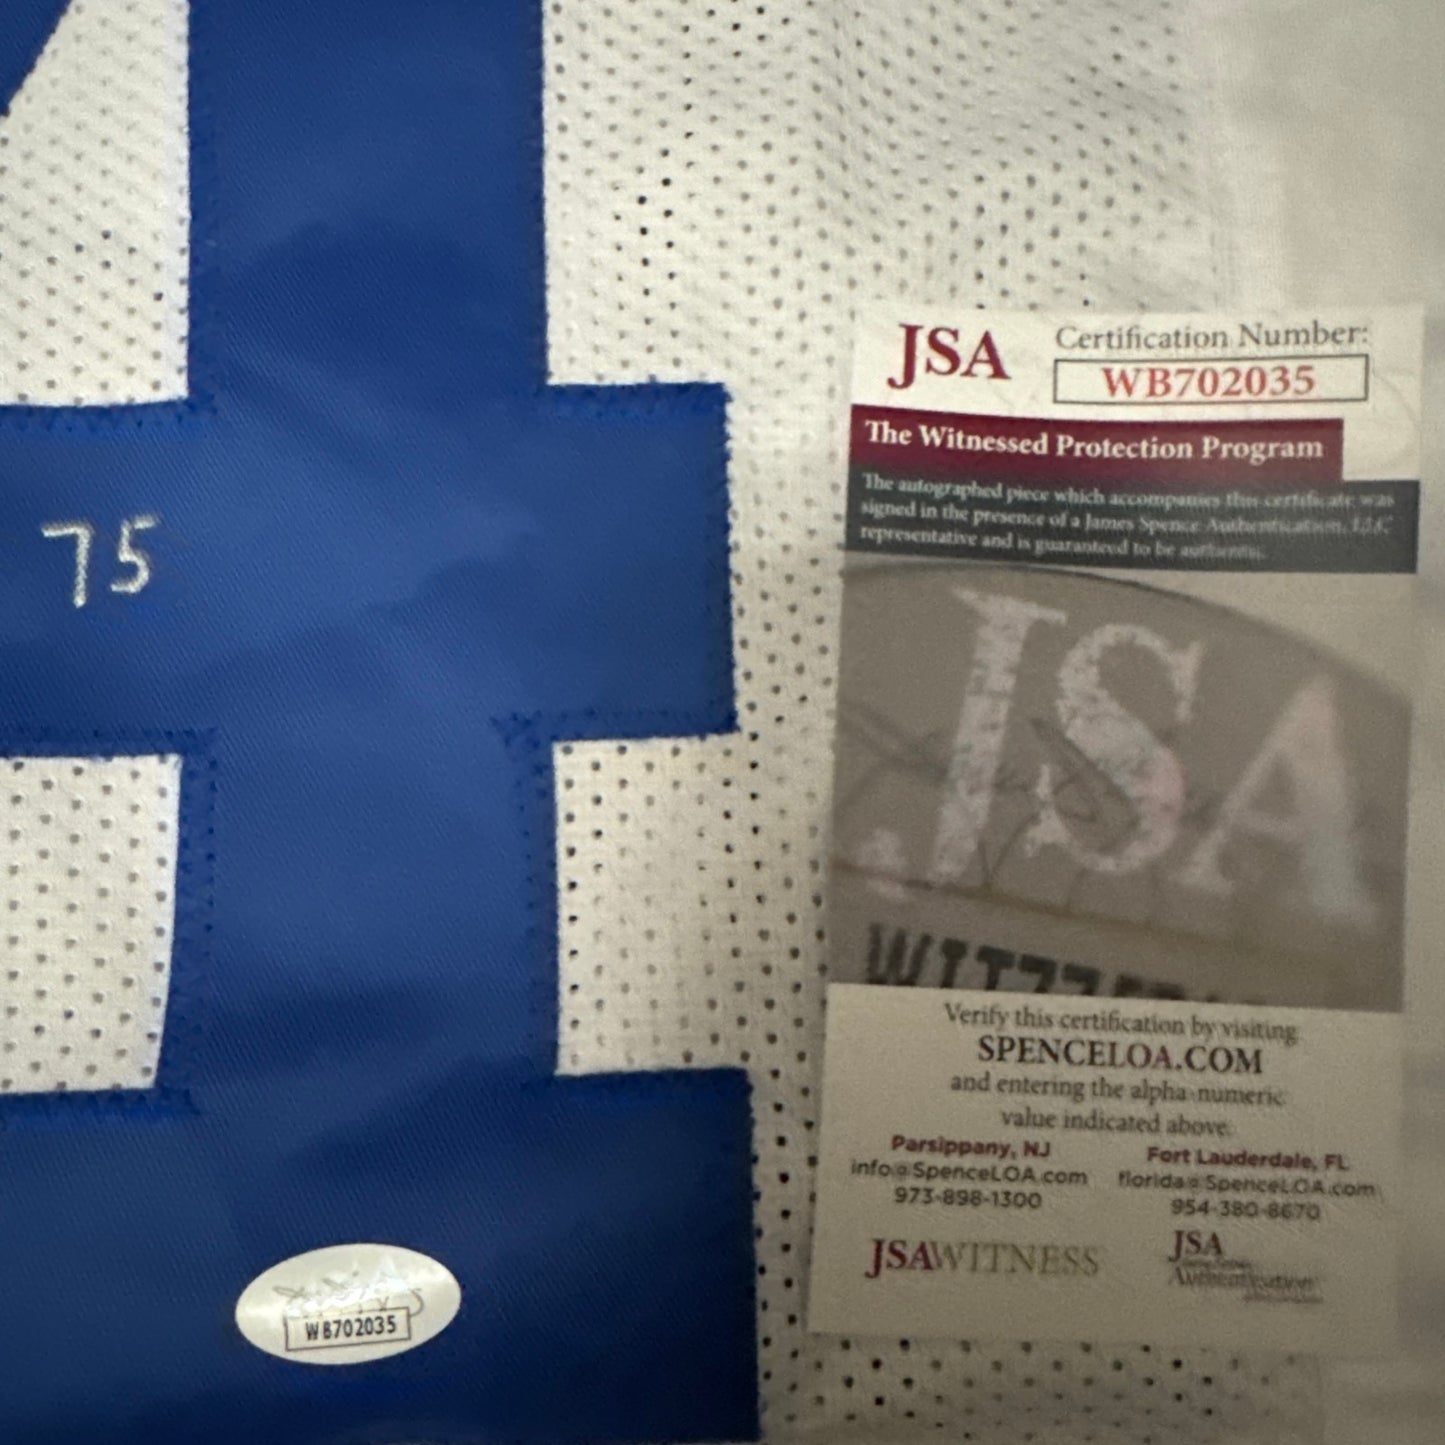 75
JSA
Certification Number:
WB702035
The Witnessed Protection Program
The autographed piece which accompanies this certificate was
signed in the presence of a James Spence Authentication, LLC
representative and is guaranteed to be authentic.
JSA
Verify this certification by visiting
SPENCELOA.COM
and entering the alpha-numeric
value indicated above.
Parsippany, NJ
info@SpenceLOA.com
973-898-1300
Fort Lauderdale, FL
florida@SpenceLOA.com
954-380-8670
JSAWITNESS
JSA
Authentication
WB702035